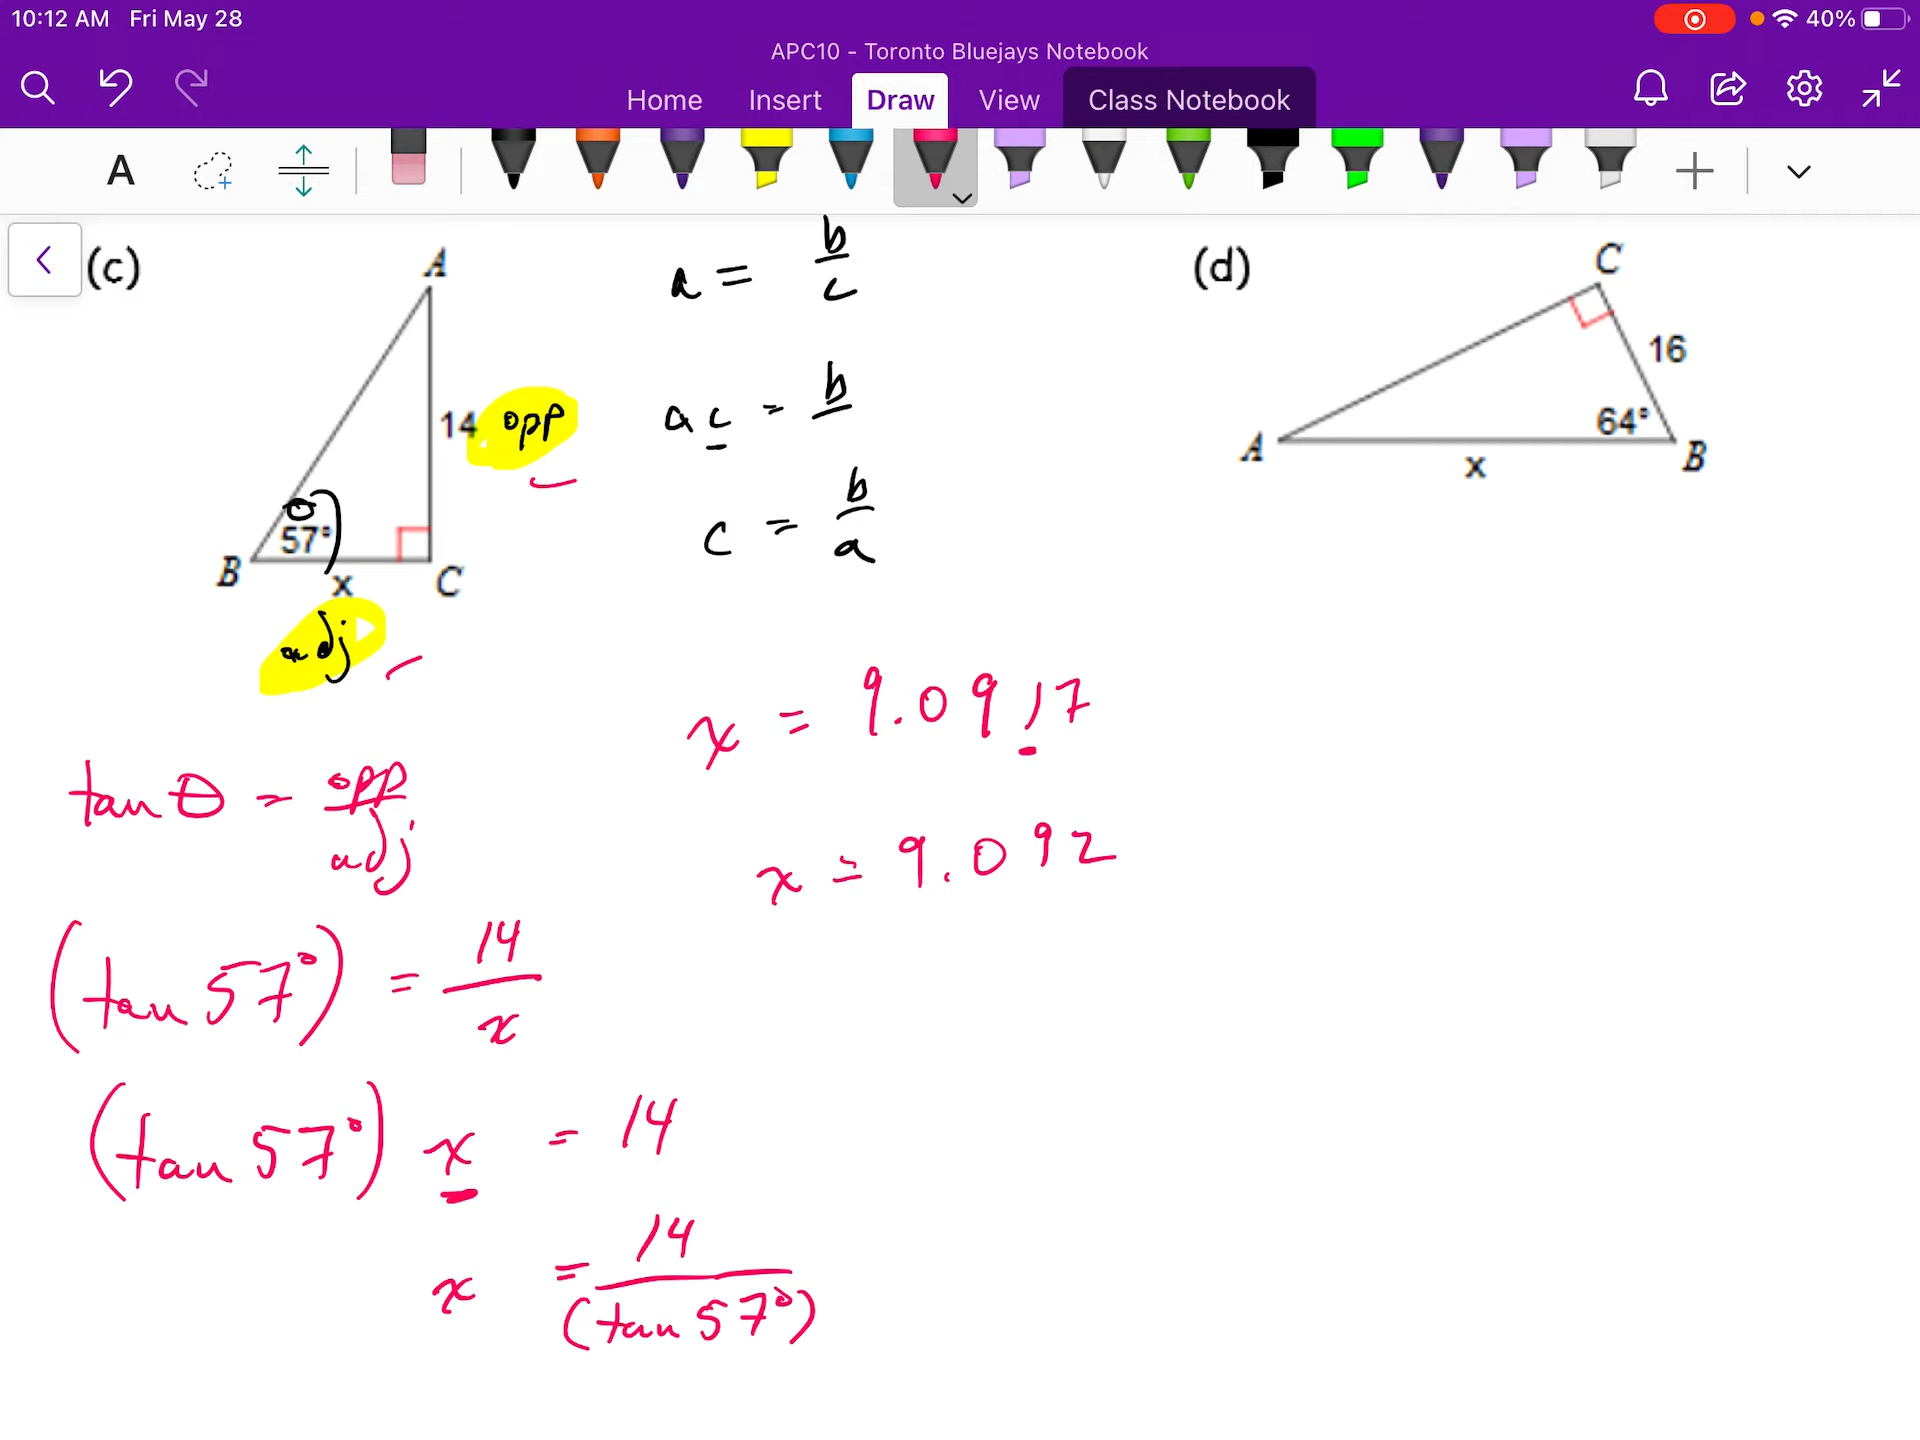 10:12 AM Fri May 28
40%
APC10 - Toronto Bluejays Notebook
Home Insert Draw View Class Notebook
A
(c)
A
14 opp
θ
57°
B
x
C
adj
a = b/c
ac = b
c = b/a
(d)
C
16
64°
A
x
B
x = 9.0917
x = 9.092
tan θ = opp/adj
(tan 57°) = 14/x
(tan 57°) x = 14
x = 14/(tan 57°)